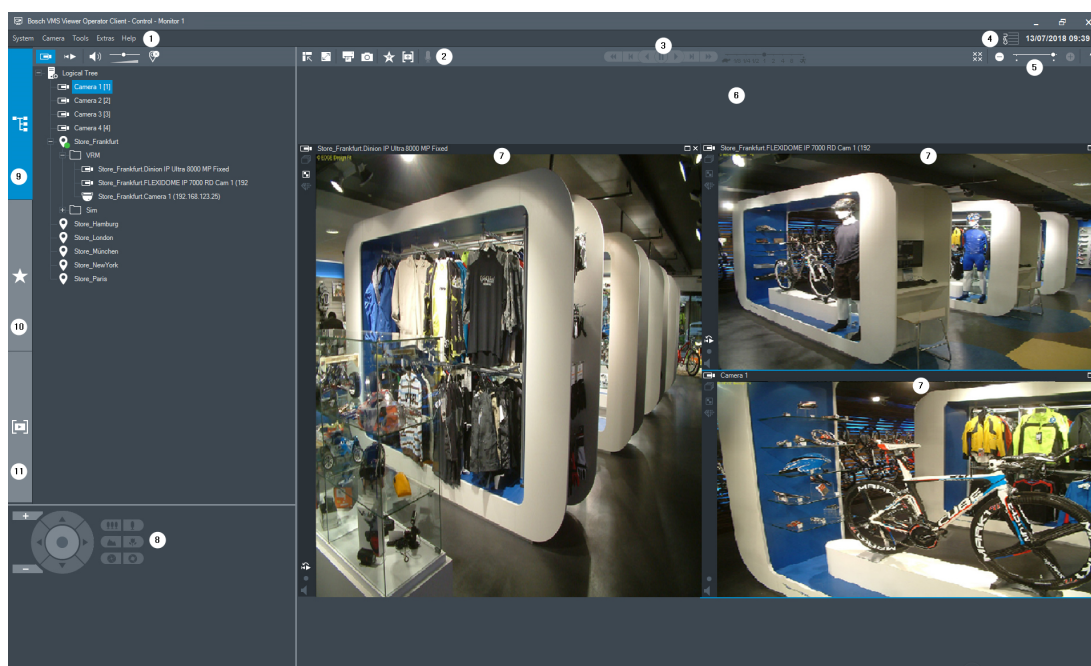 Bosch VMS Viewer Operator Client - Control - Monitor 1
System Camera Tools Extras Help 1
4 13/07/2018 09:39
2
3
5
6
Logical Tree
Camera 1 [1]
Camera 2 [2]
Camera 3 [3]
Camera 4 [4]
Store_Frankfurt
VRM
Store_Frankfurt.Dinion IP Ultra 8000 MP Fixed
Store_Frankfurt.FLEXIDOME IP 7000 RD Cam 1 (192
Store_Frankfurt.Camera 1 (192.168.123.25)
Sim
Store_Hamburg
Store_London
Store_München
Store_NewYork
Store_Paris
9
10
11
8
Store_Frankfurt.Dinion IP Ultra 8000 MP Fixed
7
Store_Frankfurt.FLEXIDOME IP 7000 RD Cam 1 (192
7
Camera 1
7
CUBE